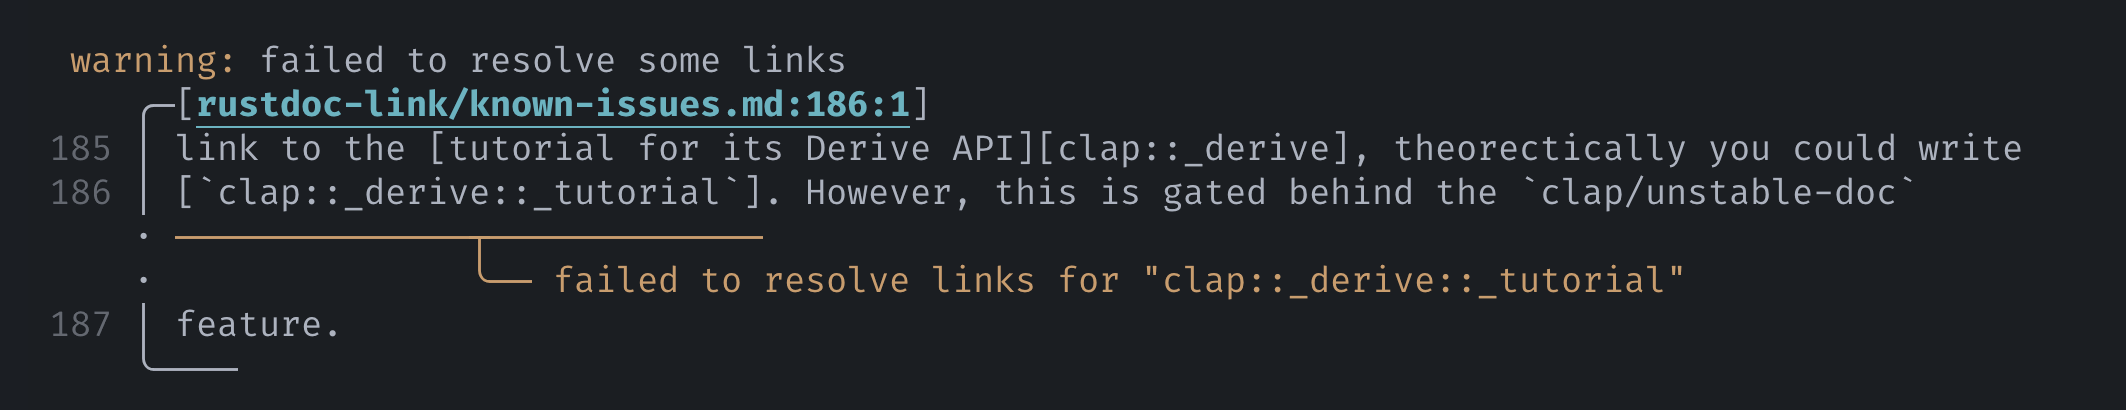 warning: failed to resolve some links
[rustdoc-link/known-issues.md:186:1]
185 link to the [tutorial for its Derive API][clap::_derive], theorectically you could write
186 [`clap::_derive::_tutorial`]. However, this is gated behind the `clap/unstable-doc`
failed to resolve links for "clap::_derive::_tutorial"
187 feature.